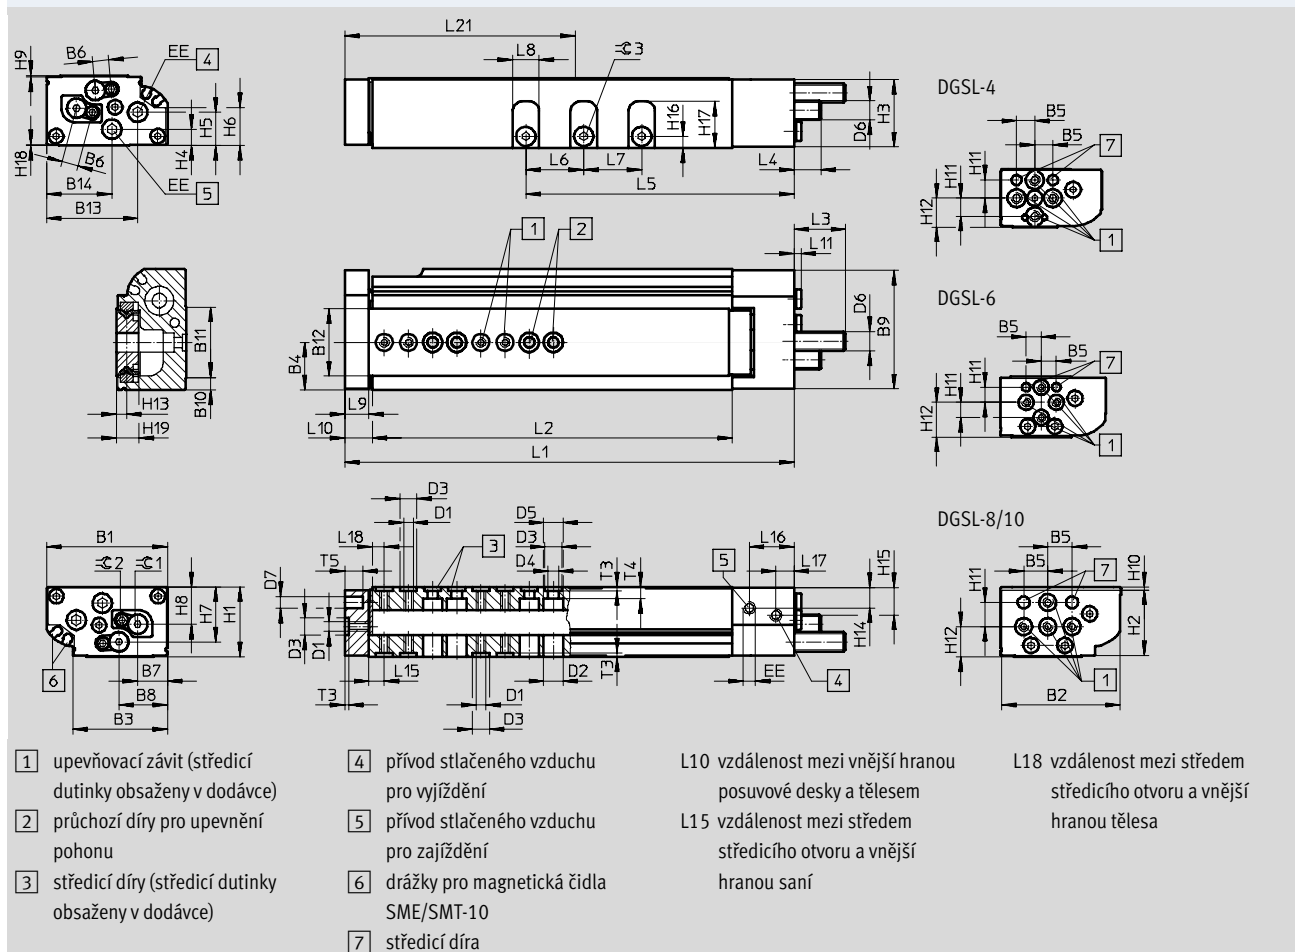 L21
L8
⌀3
B6
EE
4
H9
H5
H6
H4
H18
B6
B14
EE
5
B13
H16
H17
H3
D6
L6
L7
L4
L5
DGSL-4
B5
B5
7
H11
H11
H12
1
1
2
L3
L11
D6
B9
B12
B4
B11
B10
H13
H19
L9
L10
L2
L1
DGSL-6
B5
B5
7
H11
H11
H12
1
B1
2
1
H8
H7
H1
6
B7
B8
B3
D3
D1
D5
L18
3
D3
T5
D4
T3
T4
D7
D3
D1
L15
T3
D2
T3
D1
D3
L16
5
L17
H15
H14
EE
4
DGSL-8/10
B5
B5
7
H10
H11
H2
H12
1
B2
1 upevňovací závit (středicí
dutinky obsaženy v dodávce)
2 průchozí díry pro upevnění
pohonu
3 středicí díry (středicí dutinky
obsaženy v dodávce)
4 přívod stlačeného vzduchu
pro vyjíždění
5 přívod stlačeného vzduchu
pro zajíždění
6 drážky pro magnetická čidla
SME/SMT-10
7 středicí díra
L10 vzdálenost mezi vnější hranou
posuvové desky a tělesem
L15 vzdálenost mezi středem
středicího otvoru a vnější
hranou saní
L18 vzdálenost mezi středem
středicího otvoru a vnější
hranou tělesa